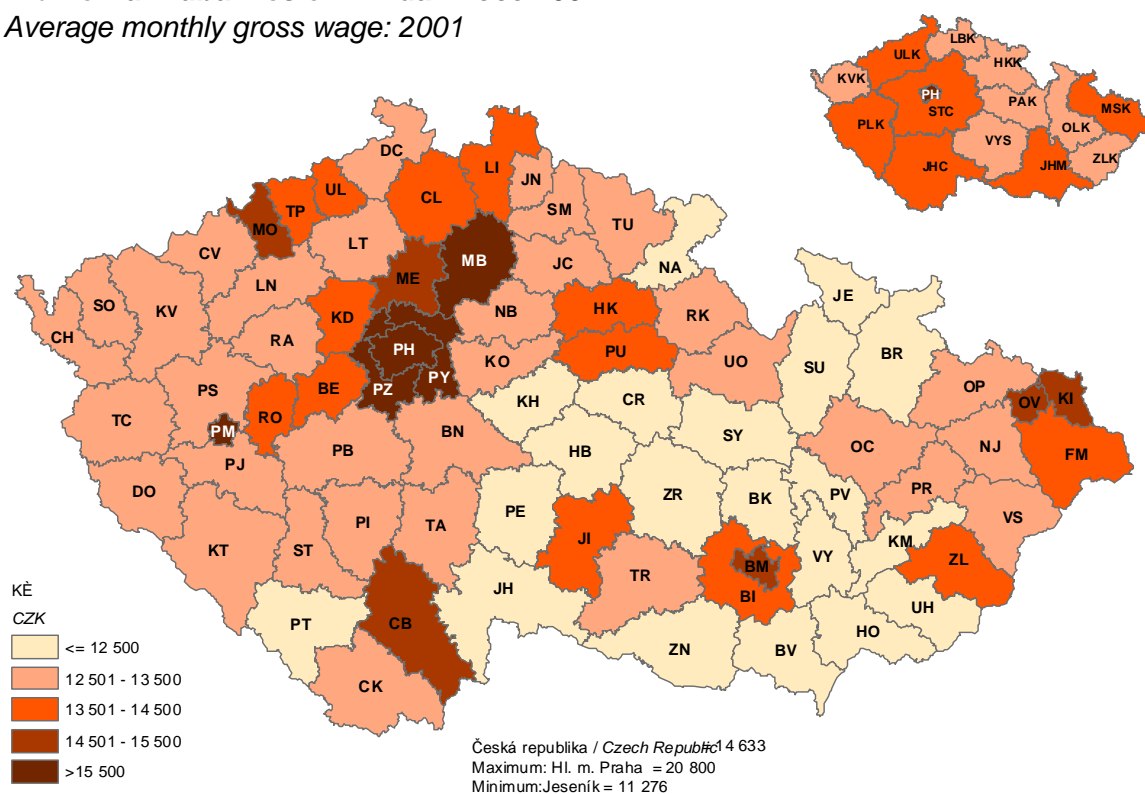 Average monthly gross wage: 2001
LBK
ULK
HKK
KVK
PH
PAK
MSK
STC
PLK
OLK
VYS
ZLK
JHC
JHM
DC
LI
JN
UL
CL
TP
SM
TU
MO
LT
CV
MB
JC
NA
ME
LN
SO
JE
KV
NB
HK
RK
KD
CH
RA
PH
PU
BR
KO
UO
SU
PY
PZ
BE
PS
OP
KI
OV
KH
CR
RO
TC
PM
BN
SY
OC
NJ
FM
PB
HB
PJ
DO
ZR
PR
PV
BK
PE
PI
TA
VS
JI
KT
ST
KM
VY
ZL
BM
TR
JH
BI
UH
PT
CB
HO
ZN
BV
CK
KÈ
CZK
<= 12 500
12 501 - 13 500
13 501 - 14 500
14 501 - 15 500
>15 500
Česká republika / Czech Republic= 14 633
Maximum: Hl. m. Praha = 20 800
Minimum:Jeseník = 11 276